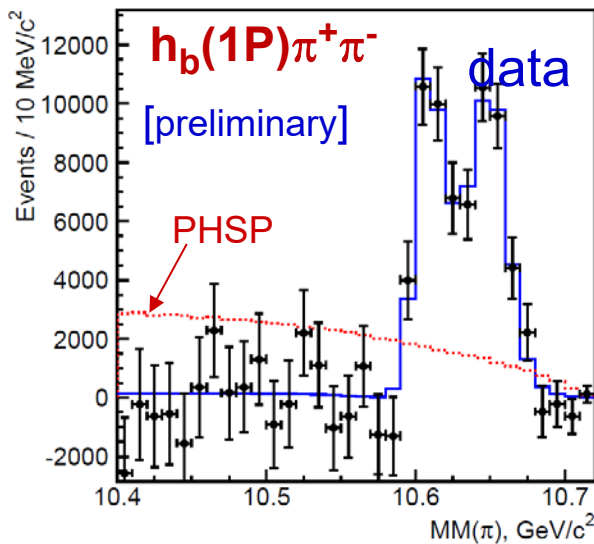 h_b(1P)π⁺π⁻
data
[preliminary]
PHSP
Events / 10 MeV/c²
12000
10000
8000
6000
4000
2000
0
-2000
10.4
10.5
10.6
10.7
MM(π), GeV/c²